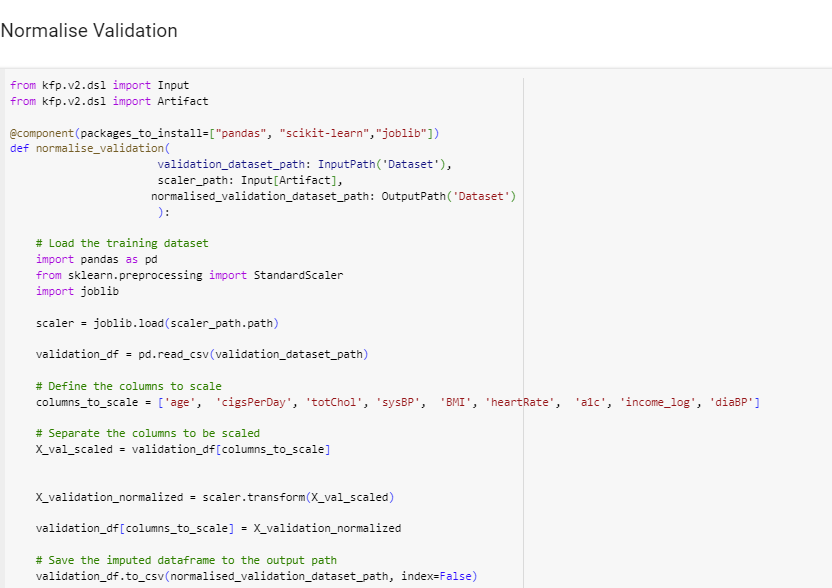 Normalise Validation
from kfp.v2.dsl import Input
from kfp.v2.dsl import Artifact
@component(packages_to_install=["pandas", "scikit-learn","joblib"])
def normalise_validation(
validation_dataset_path: InputPath('Dataset'),
scaler_path: Input[Artifact],
normalised_validation_dataset_path: OutputPath('Dataset')
):
# Load the training dataset
import pandas as pd
from sklearn.preprocessing import StandardScaler
import joblib
scaler = joblib.load(scaler_path.path)
validation_df = pd.read_csv(validation_dataset_path)
# Define the columns to scale
columns_to_scale = ['age',  'cigsPerDay', 'totChol', 'sysBP',  'BMI', 'heartRate',  'a1c', 'income_log', 'diaBP']
# Separate the columns to be scaled
X_val_scaled = validation_df[columns_to_scale]
X_validation_normalized = scaler.transform(X_val_scaled)
validation_df[columns_to_scale] = X_validation_normalized
# Save the imputed dataframe to the output path
validation_df.to_csv(normalised_validation_dataset_path, index=False)